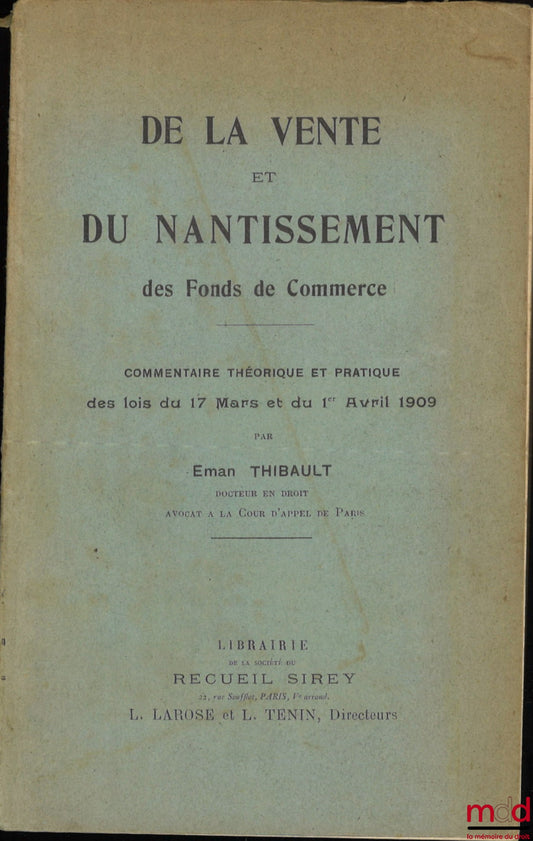 DE LA VENTE
ET
DU NANTISSEMENT
des Fonds de Commerce
COMMENTAIRE THÉORIQUE ET PRATIQUE
des lois du 17 Mars et du 1er Avril 1909
PAR
Eman THIBAULT
DOCTEUR EN DROIT
AVOCAT A LA COUR D'APPEL DE PARIS
LIBRAIRIE
DE LA SOCIÉTÉ DU
RECUEIL SIREY
22, rue Soufflot, PARIS, Ve arrond.
L. LAROSE et L. TENIN, Directeurs
mdd
la mémoire du droit